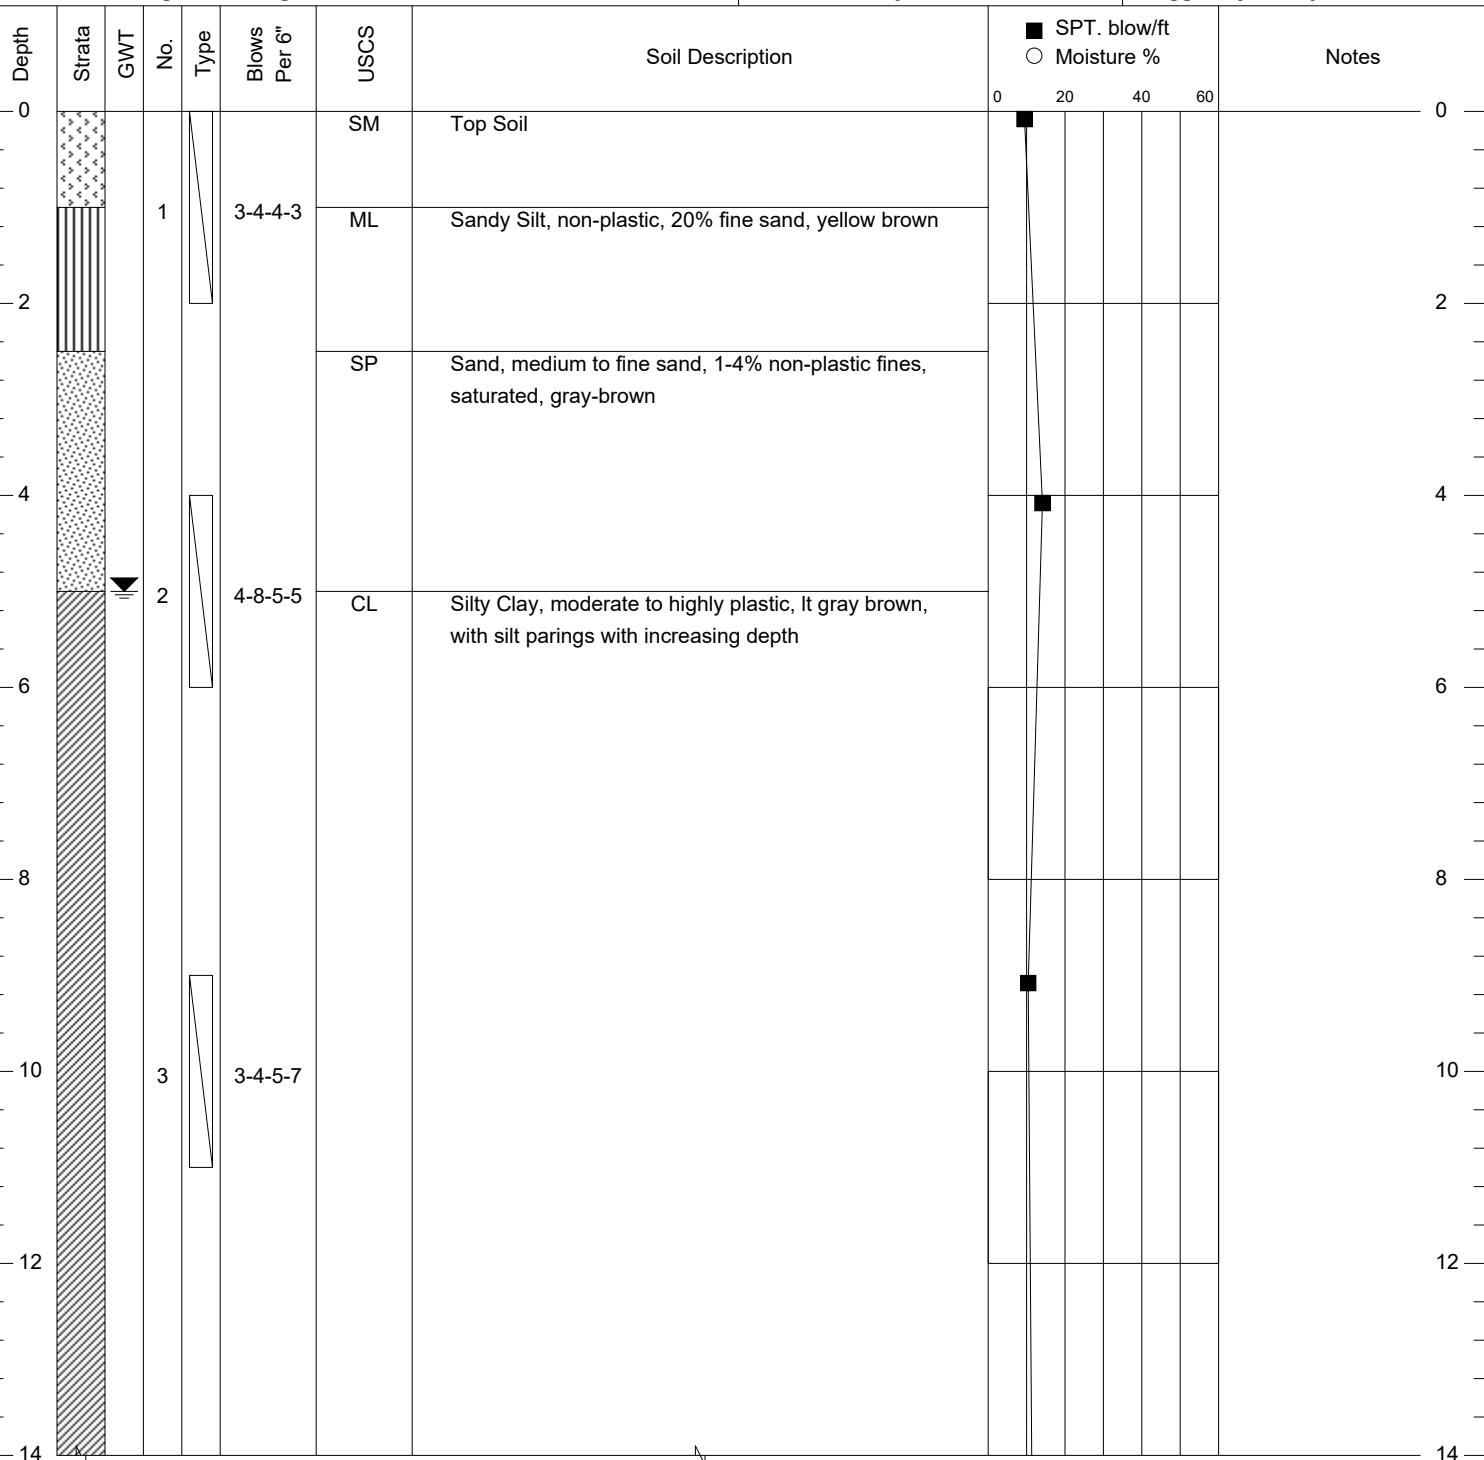 Depth
Strata
GWT
No.
Type
Blows
Per 6"
USCS
Soil Description
SPT. blow/ft
Moisture %
Notes
0 20 40 60
0 0
SM Top Soil
1 3-4-4-3
ML Sandy Silt, non-plastic, 20% fine sand, yellow brown
2 2
SP Sand, medium to fine sand, 1-4% non-plastic fines,
saturated, gray-brown
4 4
2 4-8-5-5
CL Silty Clay, moderate to highly plastic, lt gray brown,
with silt parings with increasing depth
6 6
8 8
10 3 3-4-5-7 10
12 12
14 14